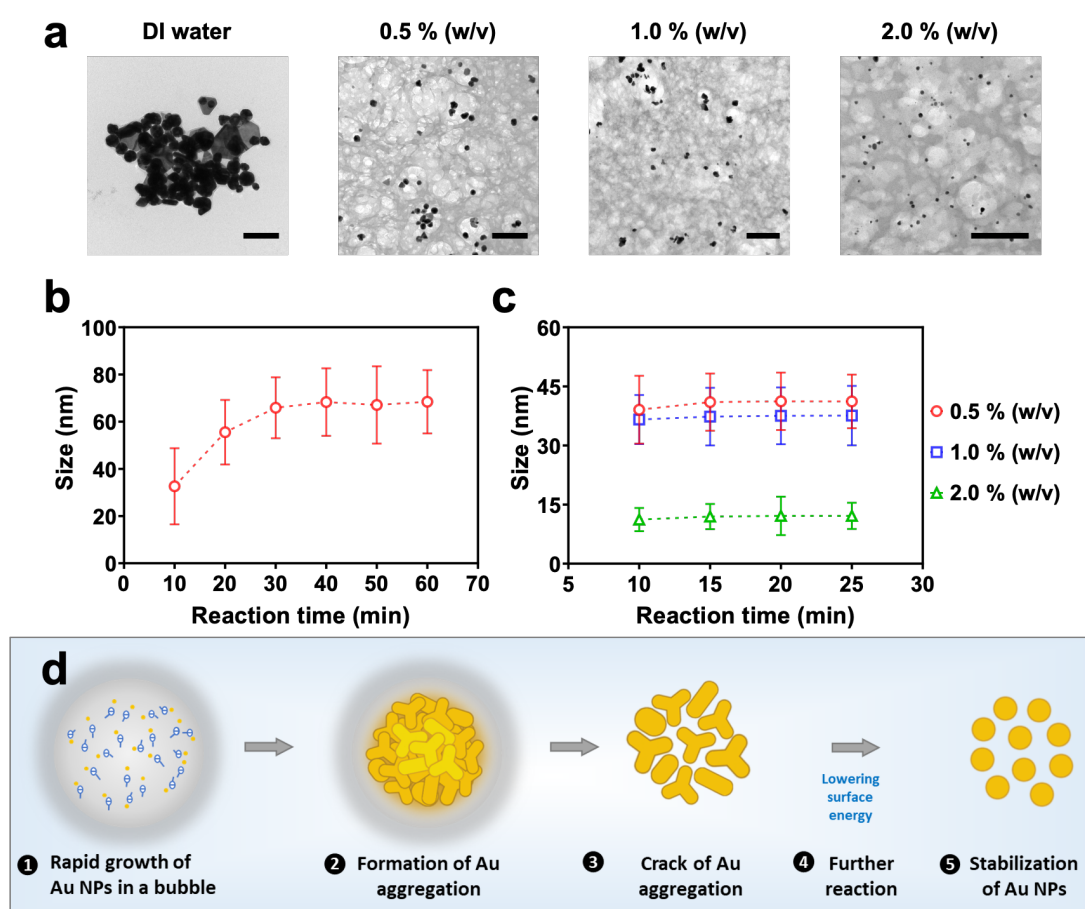 a
DI water
0.5 % (w/v)
1.0 % (w/v)
2.0 % (w/v)
b
100
80
60
40
20
0
Size (nm)
0 10 20 30 40 50 60 70
Reaction time (min)
c
60
45
30
15
0
Size (nm)
5 10 15 20 25 30
Reaction time (min)
0.5 % (w/v)
1.0 % (w/v)
2.0 % (w/v)
d
1 Rapid growth of
Au NPs in a bubble
2 Formation of Au
aggregation
3 Crack of Au
aggregation
Lowering
surface
energy
4 Further
reaction
5 Stabilization
of Au NPs